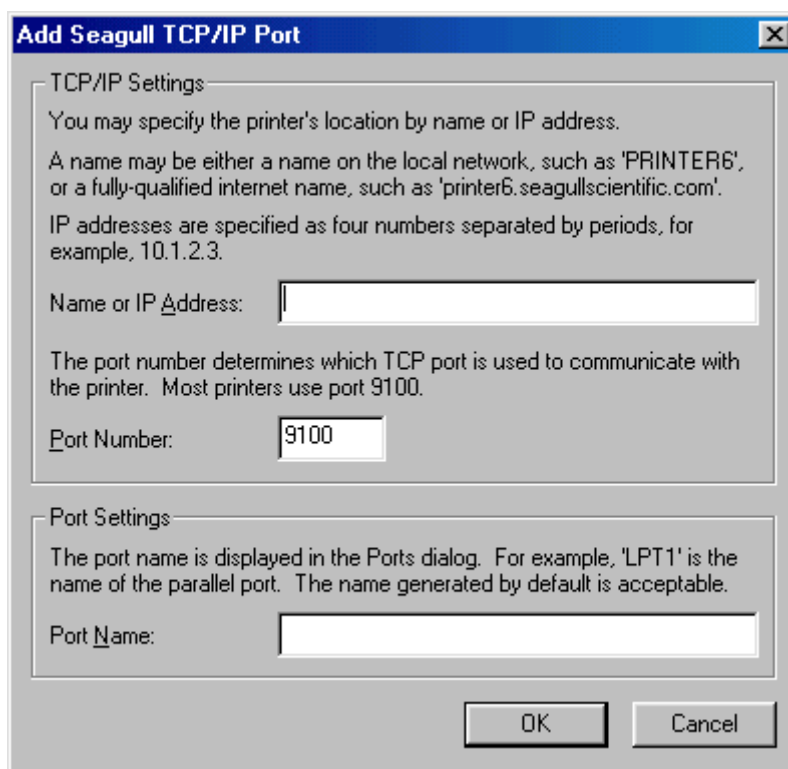 Add Seagull TCP/IP Port
TCP/IP Settings
You may specify the printer's location by name or IP address.
A name may be either a name on the local network, such as 'PRINTER6',
or a fully-qualified internet name, such as 'printer6.seagullscientific.com'.
IP addresses are specified as four numbers separated by periods, for
example, 10.1.2.3.
Name or IP Address:
The port number determines which TCP port is used to communicate with
the printer.  Most printers use port 9100.
Port Number: 9100
Port Settings
The port name is displayed in the Ports dialog.  For example, 'LPT1' is the
name of the parallel port.  The name generated by default is acceptable.
Port Name:
OK Cancel